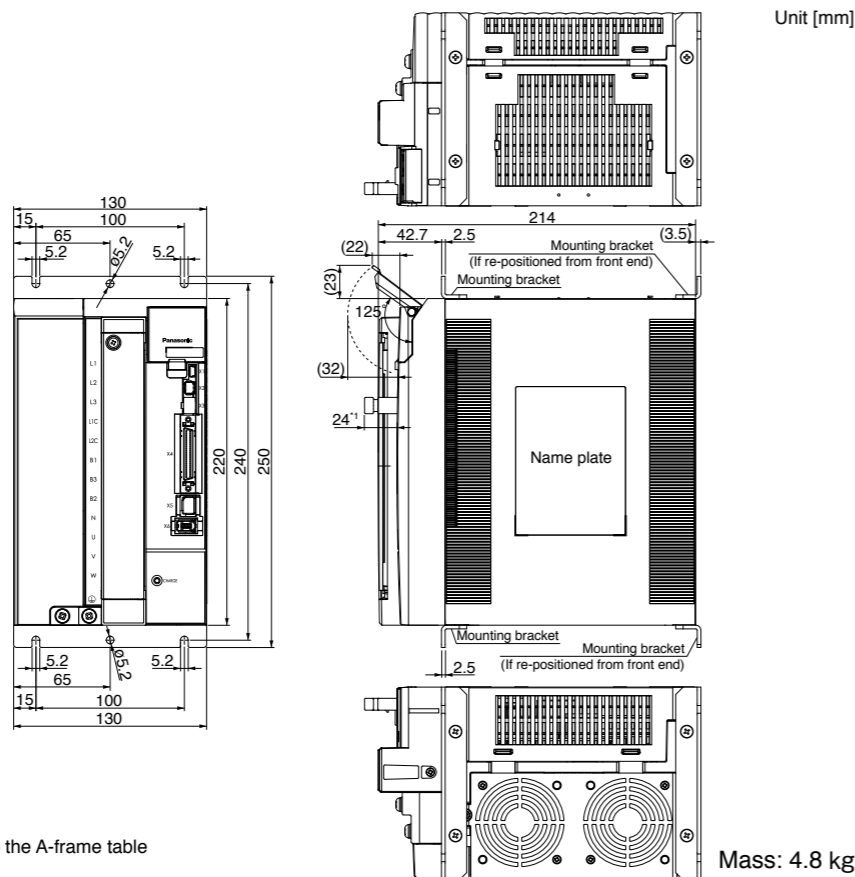 Unit [mm]
130
15
100
65
5.2
ø5.2
5.2
Panasonic
L1
L2
L3
L1C
L2C
B1
B3
B2
N
U
V
W
X1
X2
X3
X4
X5
X6
CHARGE
220
240
250
5.2
ø5.2
5.2
65
15
100
130
214
(22)
42.7
2.5
(3.5)
Mounting bracket
(If re-positioned from front end)
Mounting bracket
(23)
125°
(32)
24*1
Name plate
Mounting bracket
Mounting bracket
(If re-positioned from front end)
2.5
the A-frame table
Mass: 4.8 kg